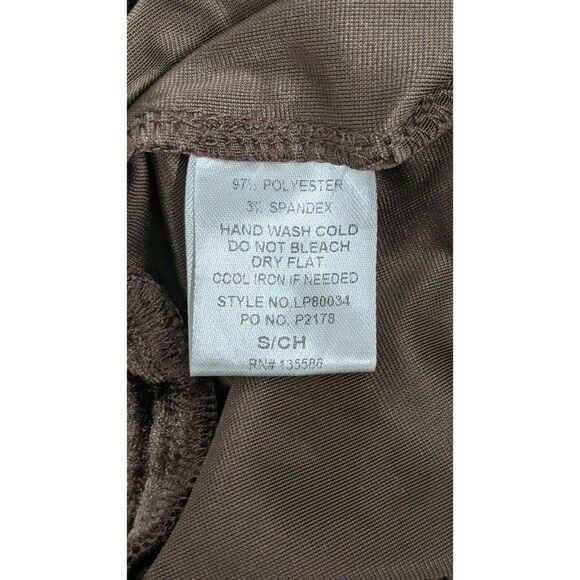 97% POLYESTER
3% SPANDEX
HAND WASH COLD
DO NOT BLEACH
DRY FLAT
COOL IRON IF NEEDED
STYLE NO.LP80034
PO NO. P2178
S/CH
RN# 135586